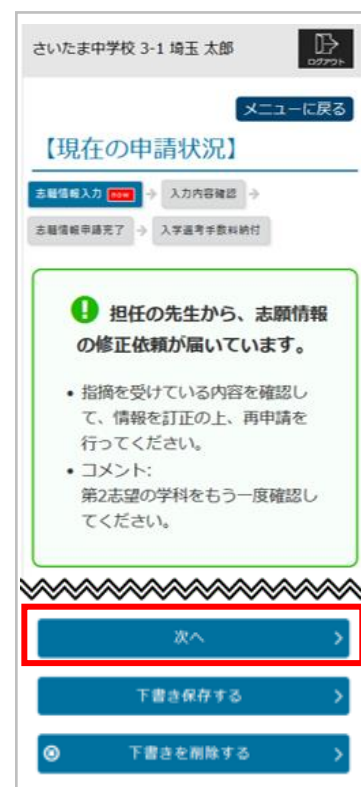 さいたま中学校 3-1 埼玉 太郎
ログアウト
メニューに戻る
【現在の申請状況】
志願情報入力 now
入力内容確認
志願情報申請完了
入学選考手数料納付
担任の先生から、志願情報
の修正依頼が届いています。
• 指摘を受けている内容を確認し
て、情報を訂正の上、再申請を
行ってください。
• コメント:
第2志望の学科をもう一度確認し
てください。
次へ
下書き保存する
下書きを削除する